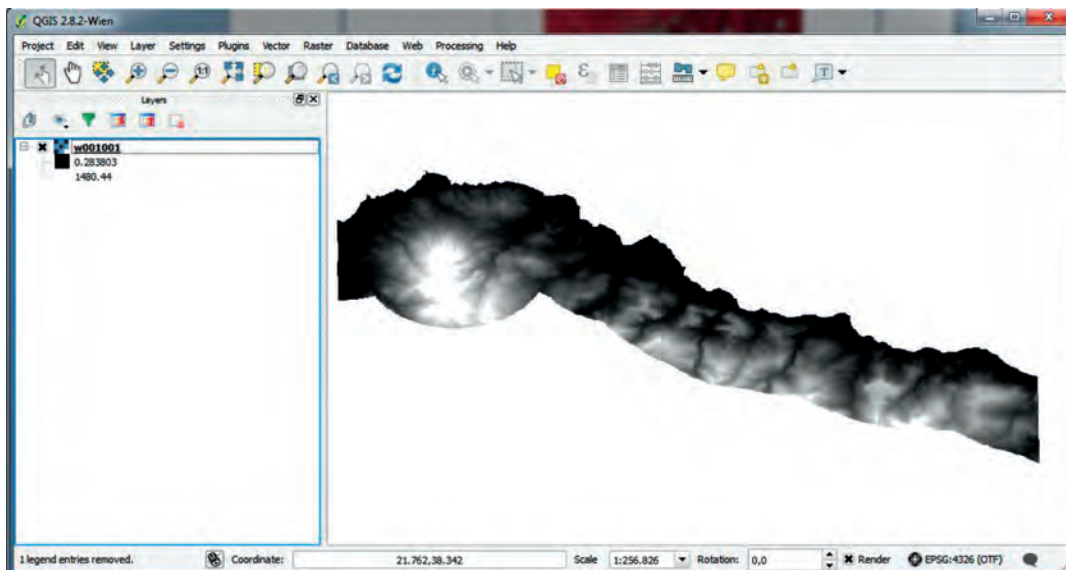 QGIS 2.8.2-Wien
Project Edit View Layer Settings Plugins Vector Raster Database Web Processing Help
Layers
w001001
0.283803
1480.44
1 legend entries removed.
Coordinate: 21.762,38.342 Scale 1:256.826 Rotation: 0,0 Render EPSG:4326 (OTF)